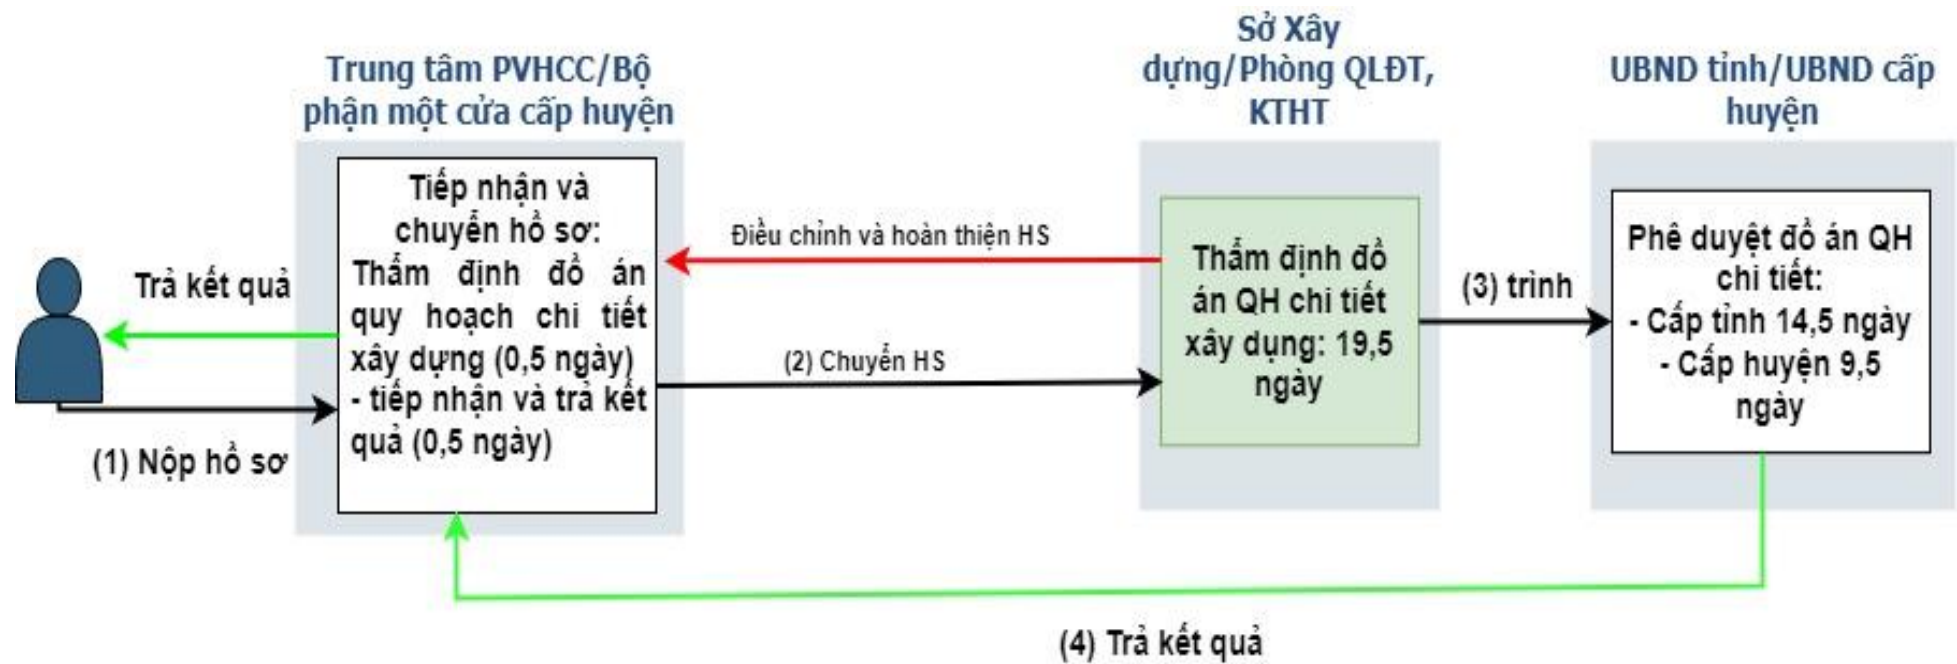 Trung tâm PVHCC/Bộ
phận một cửa cấp huyện
Sở Xây
dựng/Phòng QLĐT,
KTHT
UBND tỉnh/UBND cấp
huyện
Tiếp nhận và
chuyển hồ sơ:
Thẩm định đồ án
quy hoạch chi tiết
xây dựng (0,5 ngày)
- tiếp nhận và trả kết
quả (0,5 ngày)
Trả kết quả
(1) Nộp hồ sơ
Điều chỉnh và hoàn thiện HS
(2) Chuyển HS
Thẩm định đồ
án QH chi tiết
xây dụng: 19,5
ngày
(3) trình
Phê duyệt đồ án QH
chi tiết:
- Cấp tỉnh 14,5 ngày
- Cấp huyện 9,5
ngày
(4) Trả kết quả